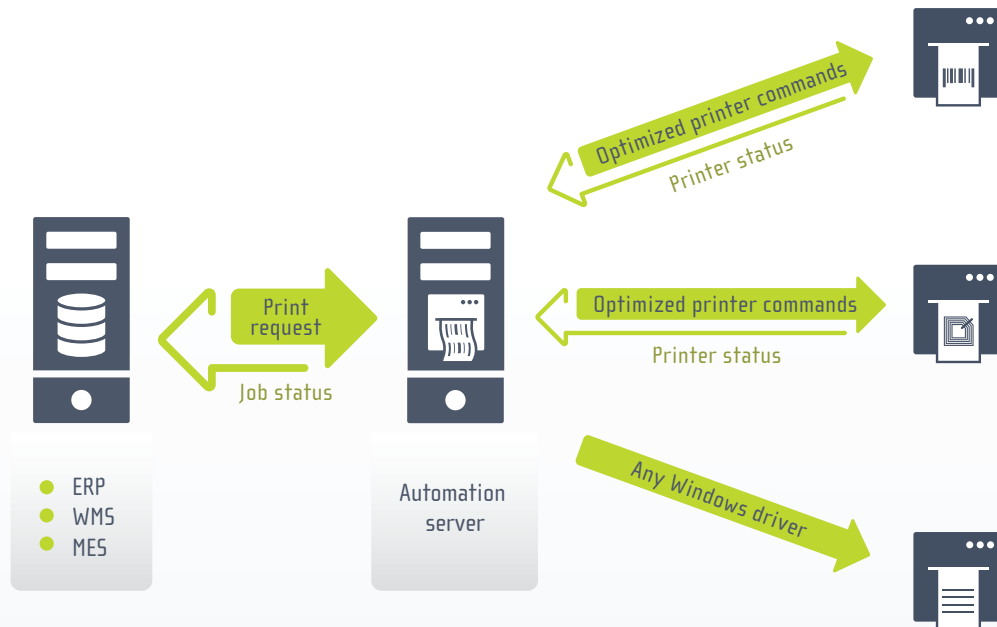 Optimized printer commands
Printer status
Print
request
Job status
Optimized printer commands
Printer status
Any Windows driver
ERP
WMS
MES
Automation
server